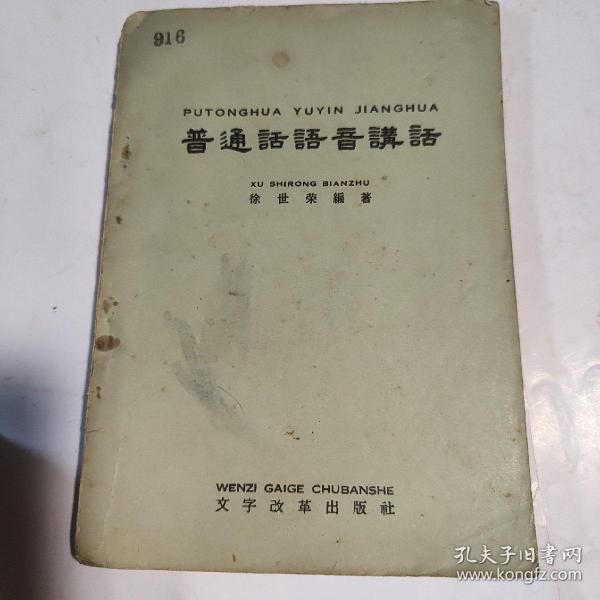 916
PUTONGHUA YUYIN JIANGHUA
普通話語音講話
XU SHIRONG BIANZHU
徐世荣編著
WENZI GAIGE CHUBANSHE
文字改革出版社
孔夫子旧书网
www.kongfz.com